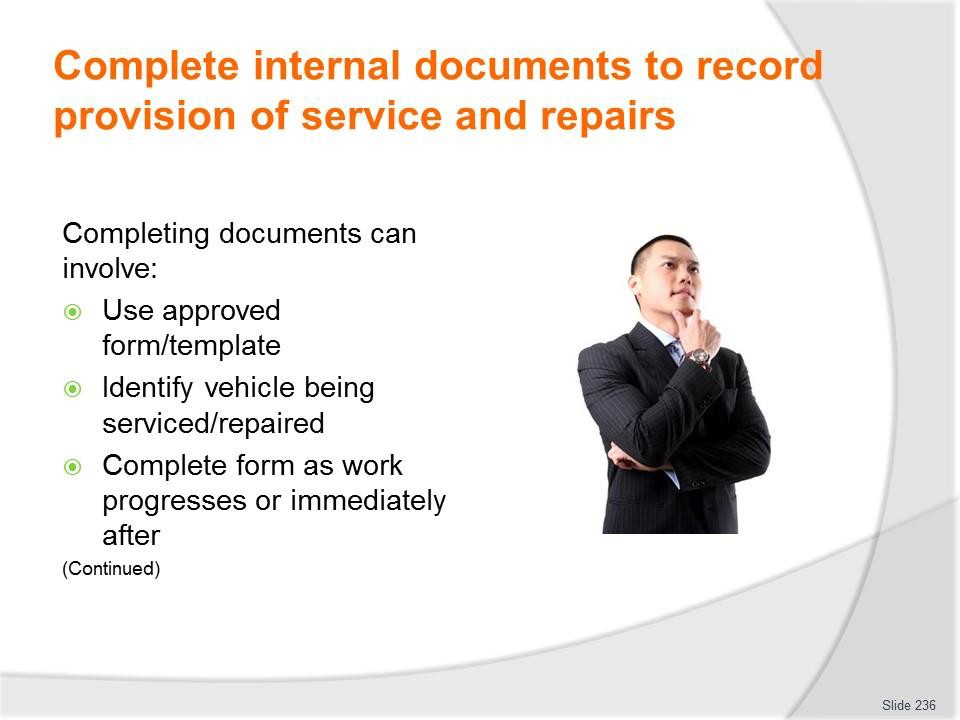 Complete internal documents to record
provision of service and repairs
Completing documents can
involve:
Use approved
form/template
Identify vehicle being
serviced/repaired
Complete form as work
progresses or immediately
after
(Continued)
Slide 236